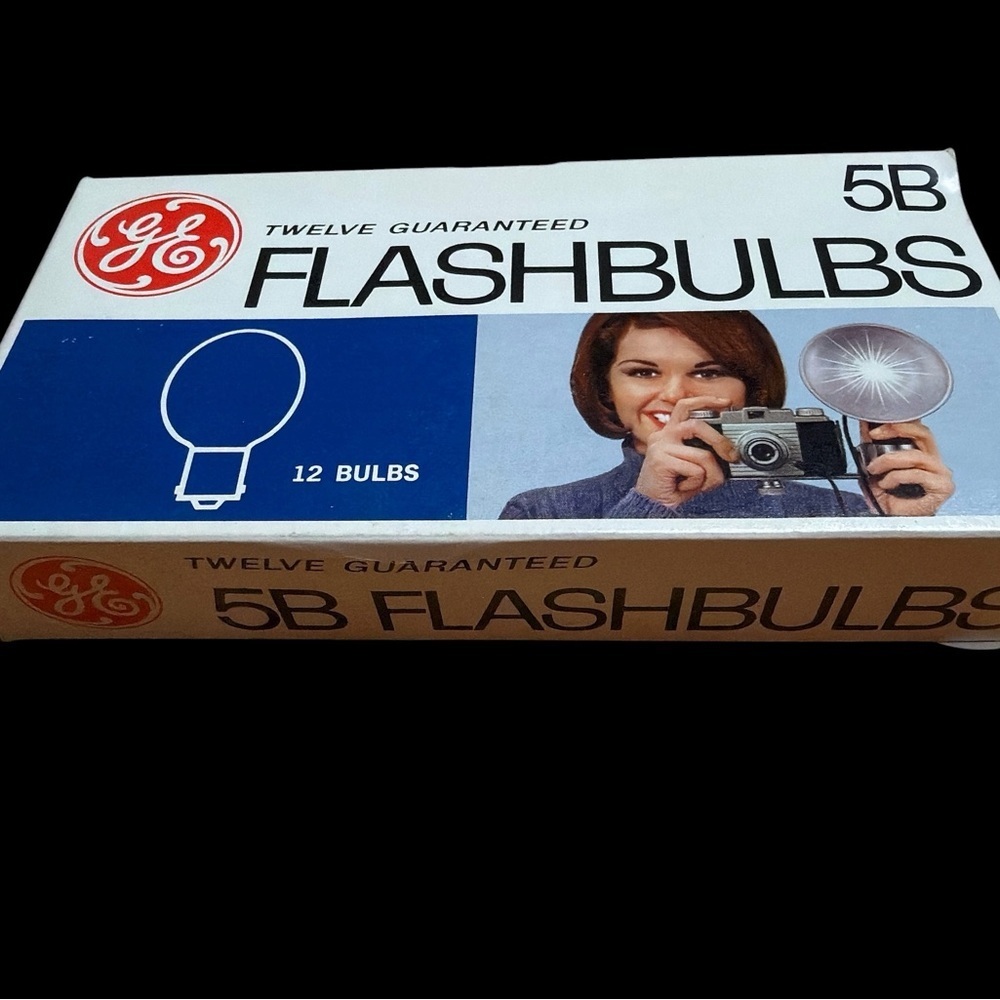 5B
GE
TWELVE GUARANTEED
FLASHBULBS
12 BULBS
GE
TWELVE GUARANTEED
5B FLASHBULBS